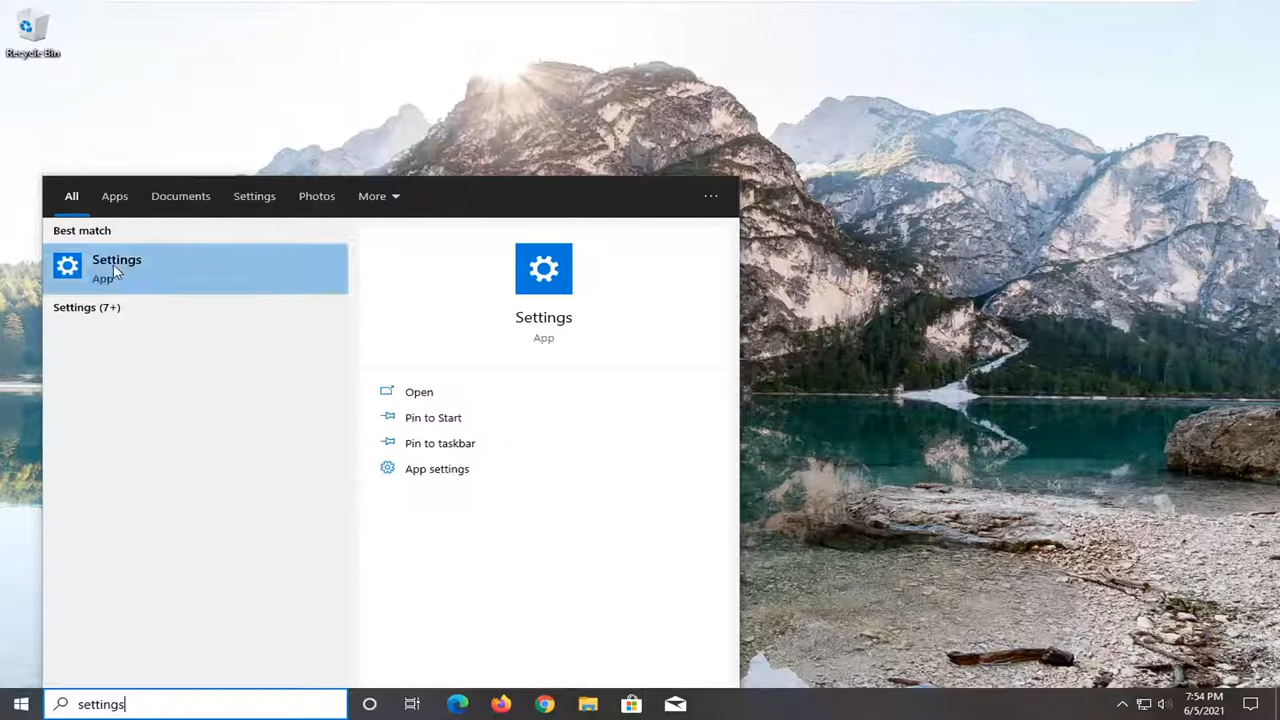 Recycle Bin
All Apps Documents Settings Photos More ...
Best match
Settings
App
Settings (7+)
Settings
App
Open
Pin to Start
Pin to taskbar
App settings
settings
7:54 PM
6/5/2021